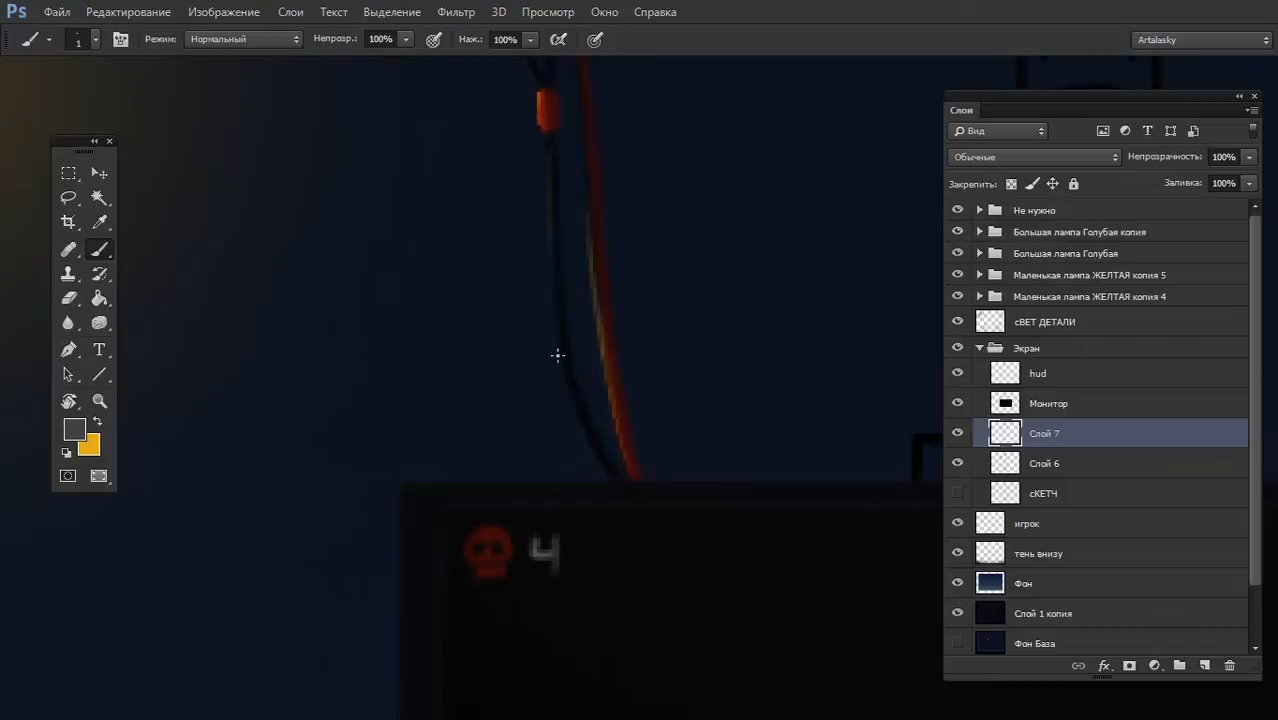 Ps Файл Редактирование Изображение Слои Текст Выделение Фильтр 3D Просмотр Окно Справка
1 Режим: Нормальный Непрозр.: 100% Наж.: 100% Artalasky
Слои
Вид
Обычные Непрозрачность: 100%
Закрепить: Заливка: 100%
Не нужно
Большая лампа Голубая копия
Большая лампа Голубая
Маленькая лампа ЖЕЛТАЯ копия 5
Маленькая лампа ЖЕЛТАЯ копия 4
сВЕТ ДЕТАЛИ
Экран
hud
Монитор
Слой 7
Слой 6
сКЕТЧ
игрок
тень внизу
Фон
Слой 1 копия
Фон База
fx
4